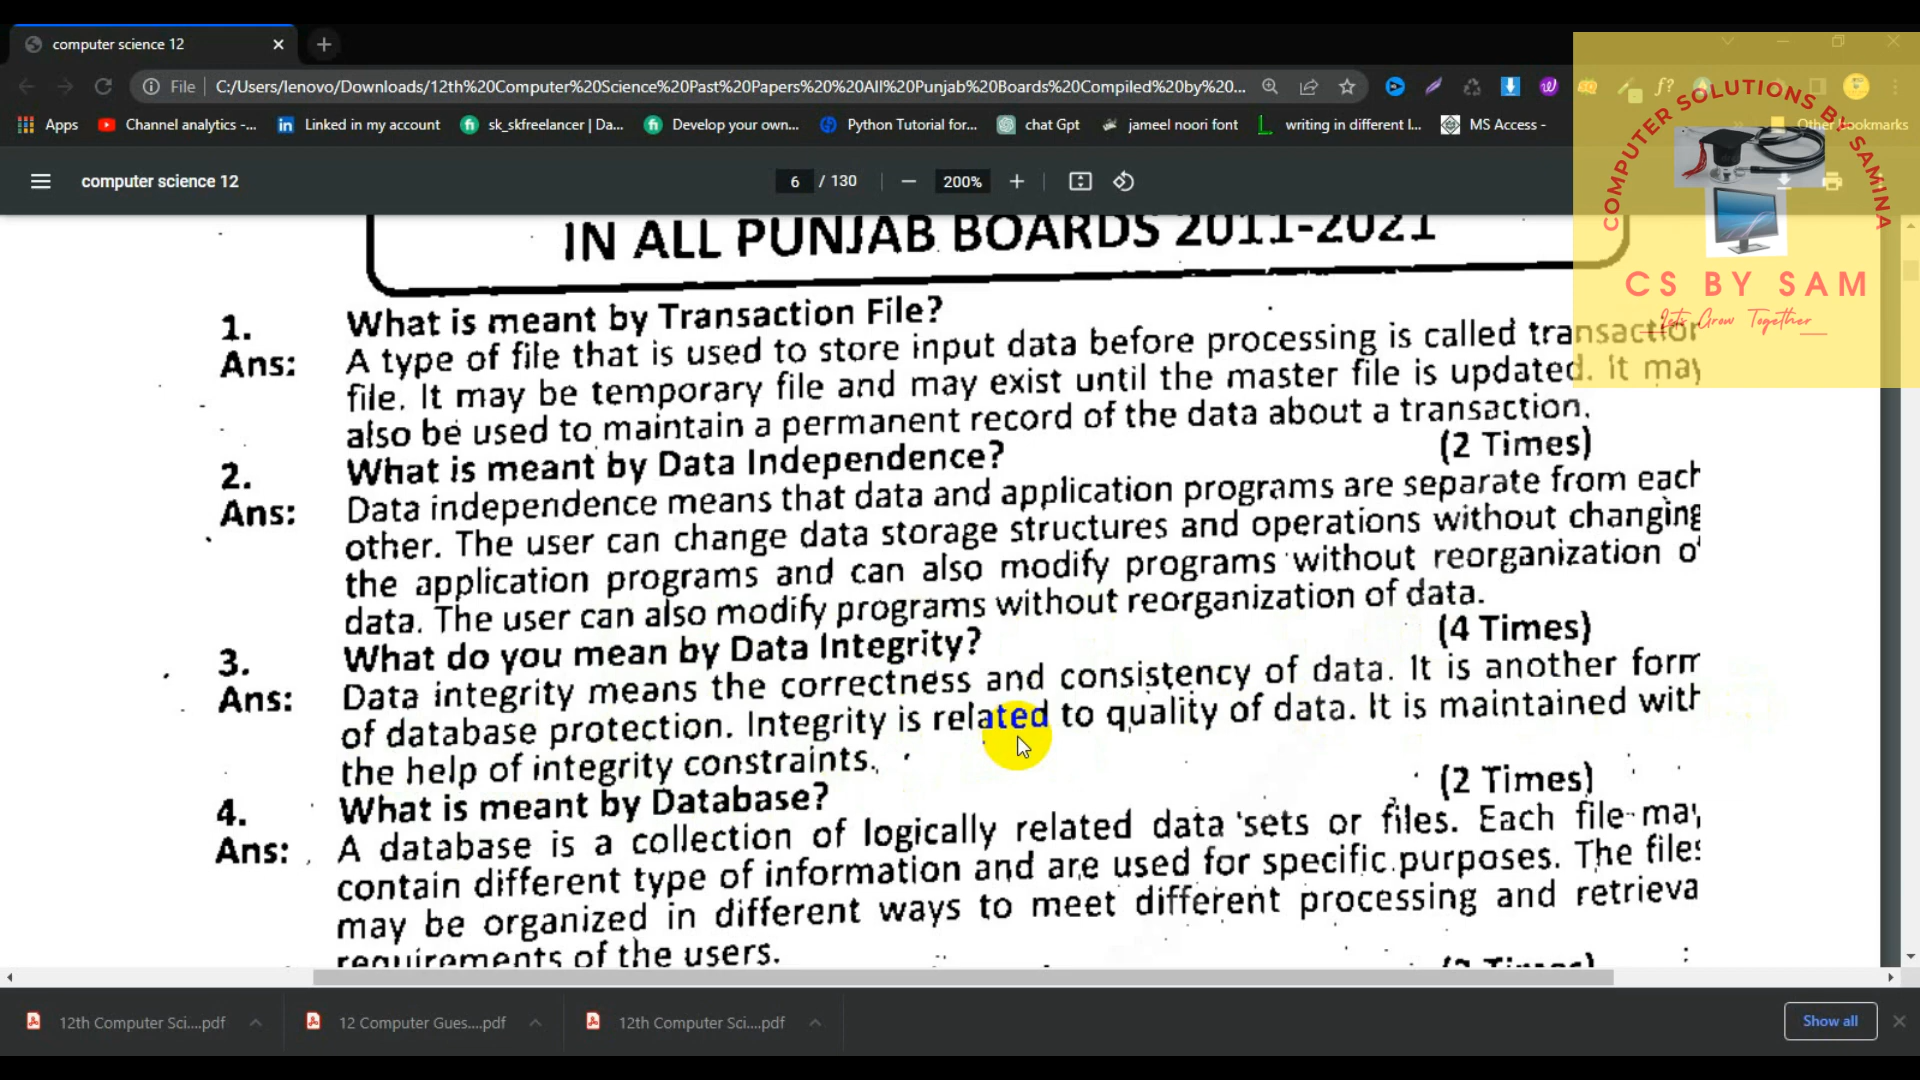 computer science 12
File C:/Users/lenovo/Downloads/12th%20Computer%20Science%20Past%20Papers%20%20All%20Punjab%20Boards%20Compiled%20by%20...
Apps Channel analytics -... Linked in my account sk_skfreelancer | Da... Develop your own... Python Tutorial for... chat Gpt jameel noori font writing in different l... MS Access - Other bookmarks
computer science 12 6 / 130 200%
COMPUTER SOLUTIONS BY SAMINA
CS BY SAM
Let's Grow Together
IN ALL PUNJAB BOARDS 2011-2021
1. What is meant by Transaction File?
Ans: A type of file that is used to store input data before processing is called transaction
file. It may be temporary file and may exist until the master file is updated. It may
also be used to maintain a permanent record of the data about a transaction.
2. What is meant by Data Independence? (2 Times)
Ans: Data independence means that data and application programs are separate from each
other. The user can change data storage structures and operations without changing
the application programs and can also modify programs without reorganization o
data. The user can also modify programs without reorganization of data.
3. What do you mean by Data Integrity? (4 Times)
Ans: Data integrity means the correctness and consistency of data. It is another form
of database protection. Integrity is related to quality of data. It is maintained with
the help of integrity constraints.
4. What is meant by Database? (2 Times)
Ans: A database is a collection of logically related data sets or files. Each file may
contain different type of information and are used for specific purposes. The files
may be organized in different ways to meet different processing and retrieva
requirements of the users.
12th Computer Sci....pdf 12 Computer Gues....pdf 12th Computer Sci....pdf Show all